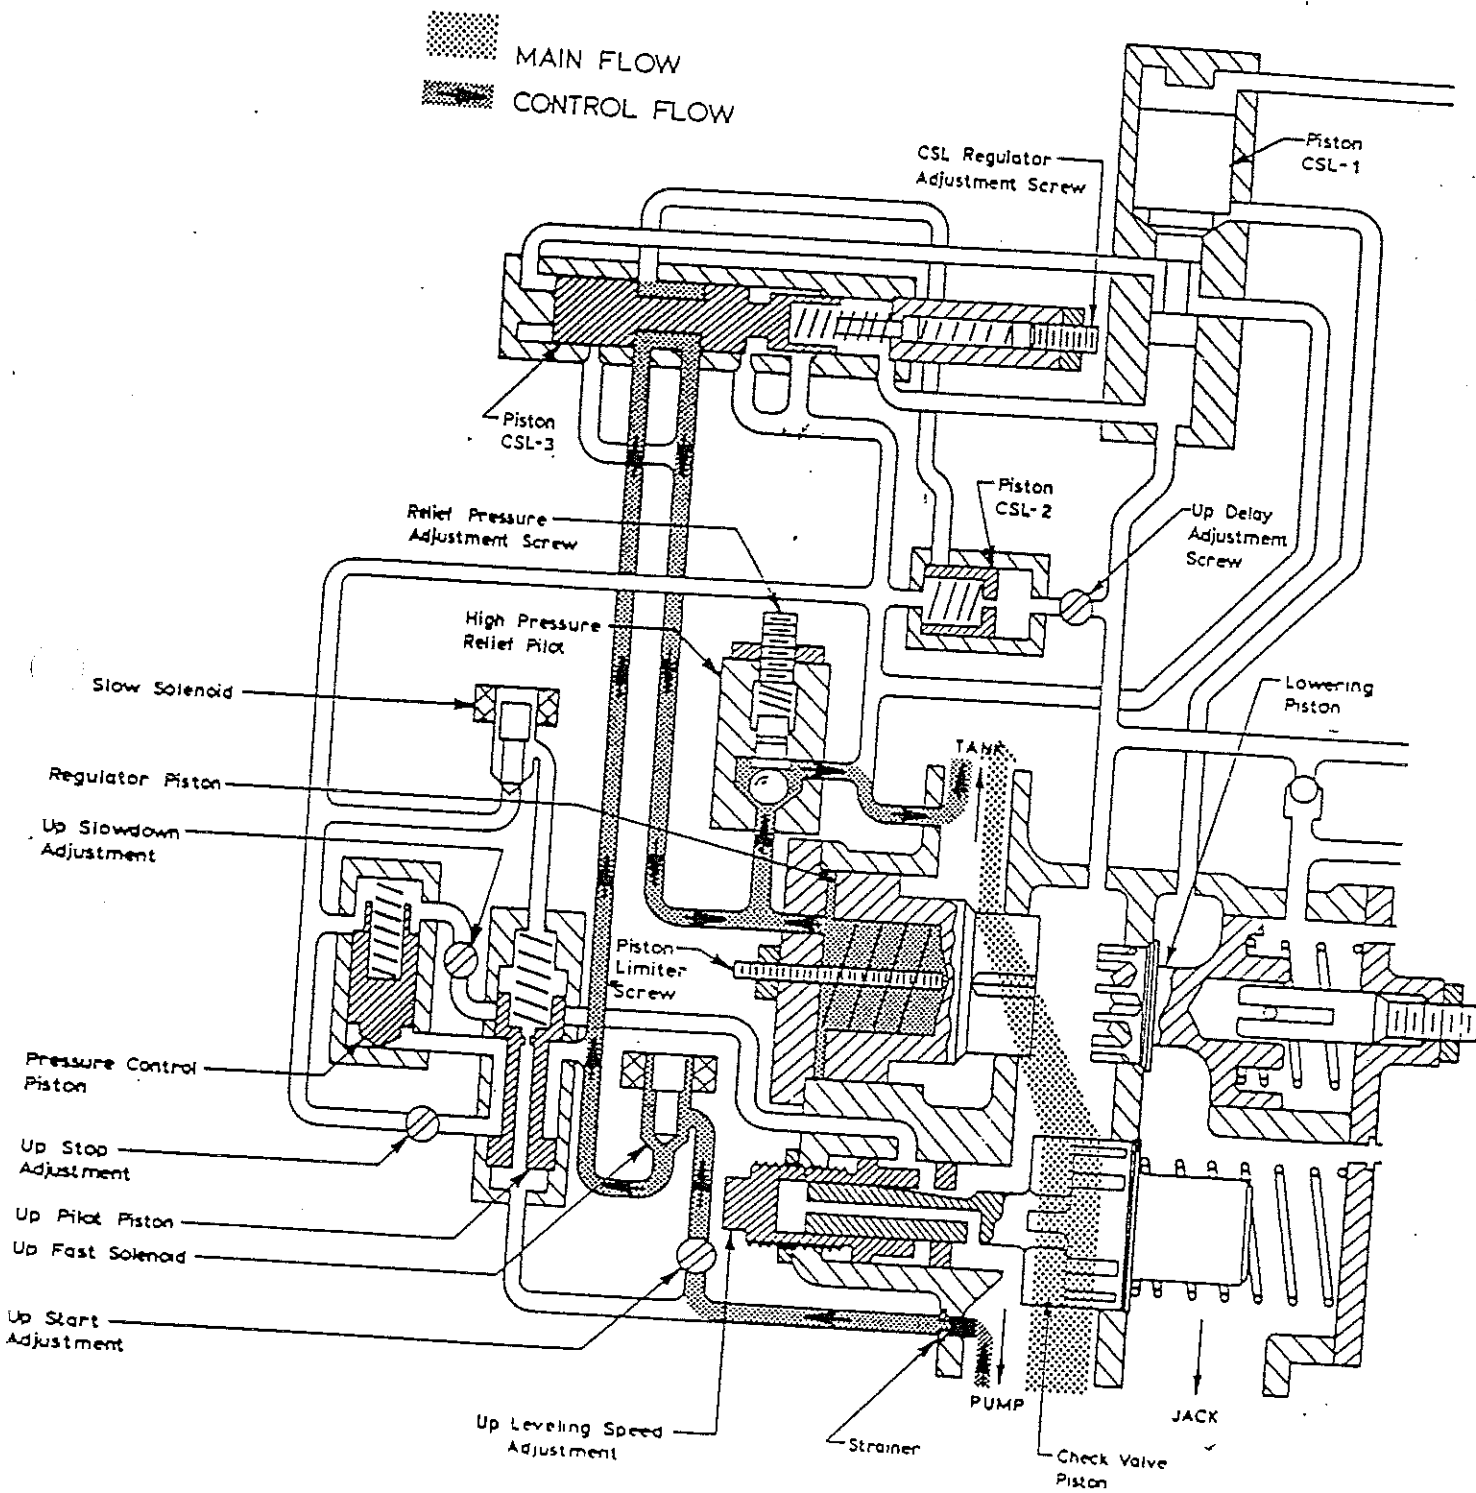 MAIN FLOW
CONTROL FLOW
CSL Regulator
Adjustment Screw
Piston
CSL-1
Piston
CSL-3
Piston
CSL-2
Up Delay
Adjustment
Screw
Relief Pressure
Adjustment Screw
High Pressure
Relief Pilot
Slow Solenoid
Lowering
Piston
TANK
Regulator Piston
Up Slowdown
Adjustment
Piston
Limiter
Screw
Pressure Control
Piston
Up Stop
Adjustment
Up Pilot Piston
Up Fast Solenoid
Up Start
Adjustment
Up Leveling Speed
Adjustment
Strainer
PUMP
JACK
Check Valve
Piston